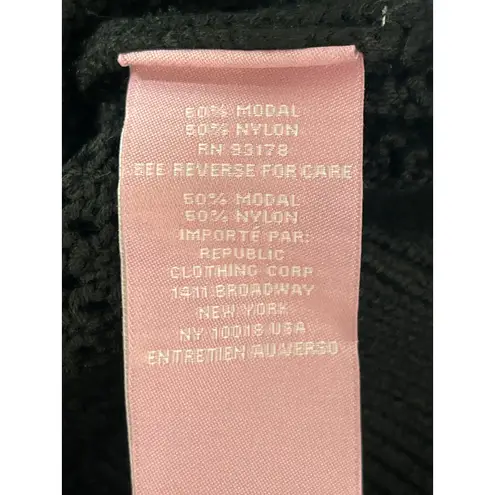 50% MODAL
50% NYLON
RN 93178
SEE REVERSE FOR CARE
50% MODAL
50% NYLON
IMPORTÉ PAR:
REPUBLIC
CLOTHING CORP
1411 BROADWAY
NEW YORK
NY 10018 USA
ENTRETIEN AU VERSO